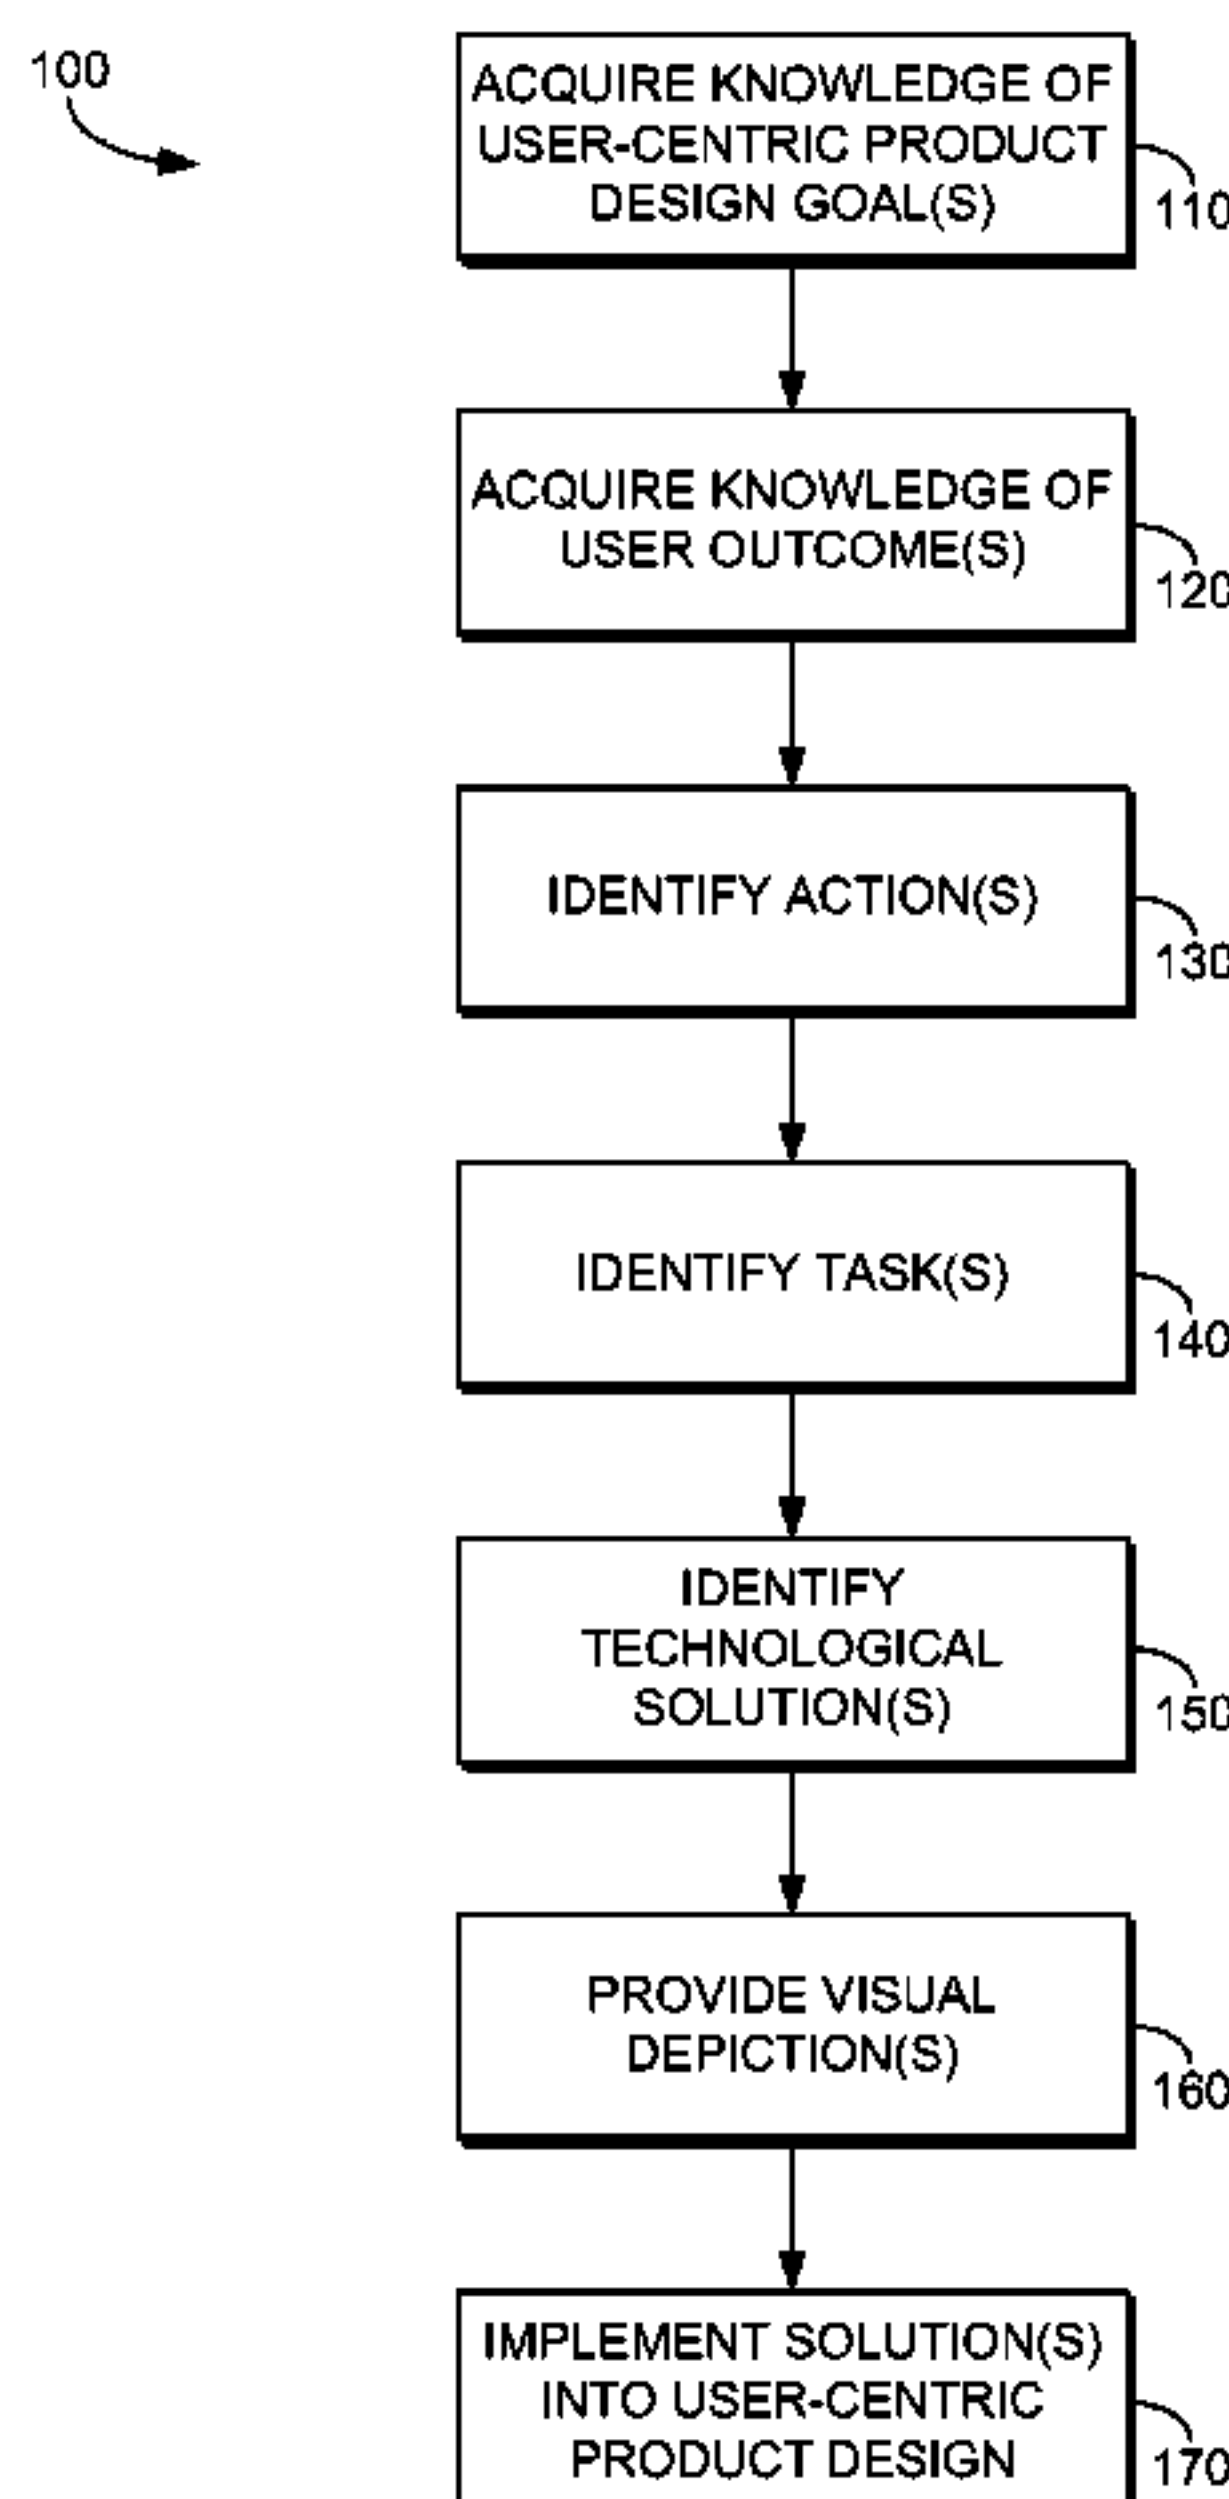 100
ACQUIRE KNOWLEDGE OF
USER-CENTRIC PRODUCT
DESIGN GOAL(S)
110
ACQUIRE KNOWLEDGE OF
USER OUTCOME(S)
120
IDENTIFY ACTION(S)
130
IDENTIFY TASK(S)
140
IDENTIFY
TECHNOLOGICAL
SOLUTION(S)
150
PROVIDE VISUAL
DEPICTION(S)
160
IMPLEMENT SOLUTION(S)
INTO USER-CENTRIC
PRODUCT DESIGN
170